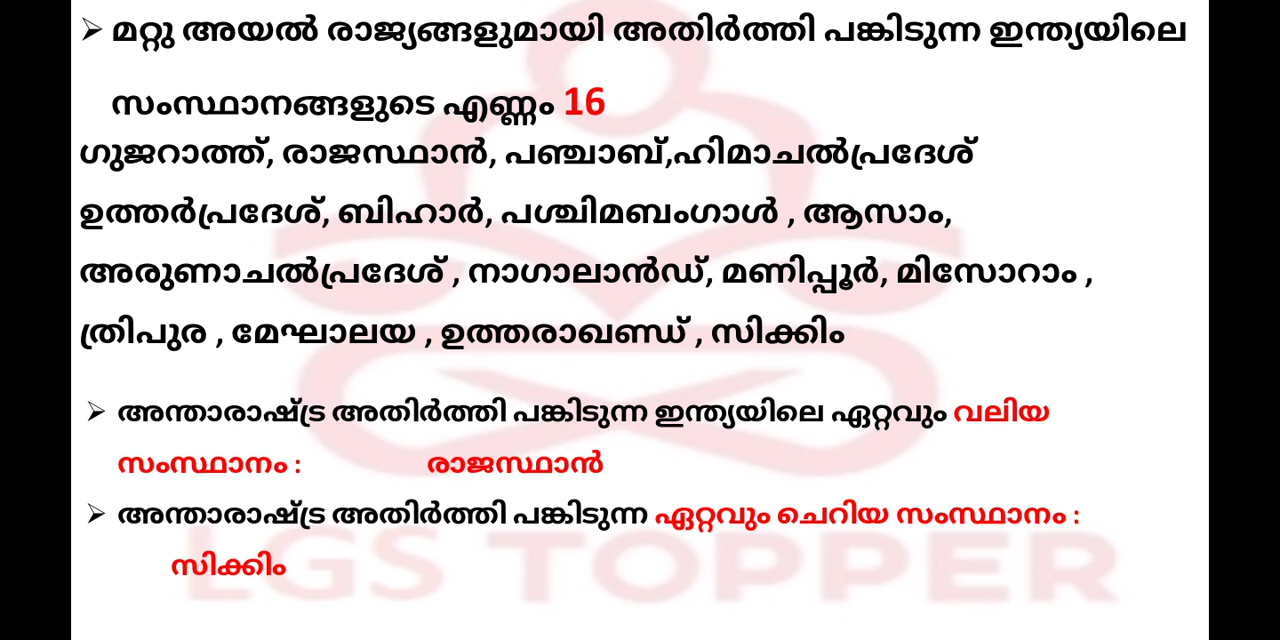 ➢ മറ്റു അയൽ രാജ്യങ്ങളുമായി അതിർത്തി പങ്കിടുന്ന ഇന്ത്യയിലെ
സംസ്ഥാനങ്ങളുടെ എണ്ണം 16
ഗുജറാത്ത്, രാജസ്ഥാൻ, പഞ്ചാബ്,ഹിമാചൽപ്രദേശ്
ഉത്തർപ്രദേശ്, ബിഹാർ, പശ്ചിമബംഗാൾ , ആസാം,
അരുണാചൽപ്രദേശ് , നാഗാലാൻഡ്, മണിപ്പൂർ, മിസോറാം ,
ത്രിപുര , മേഘാലയ , ഉത്തരാഖണ്ഡ് , സിക്കിം
➢ അന്താരാഷ്ട്ര അതിർത്തി പങ്കിടുന്ന ഇന്ത്യയിലെ ഏറ്റവും വലിയ
സംസ്ഥാനം : രാജസ്ഥാൻ
➢ അന്താരാഷ്ട്ര അതിർത്തി പങ്കിടുന്ന ഏറ്റവും ചെറിയ സംസ്ഥാനം :
സിക്കിം
LGS TOPPER